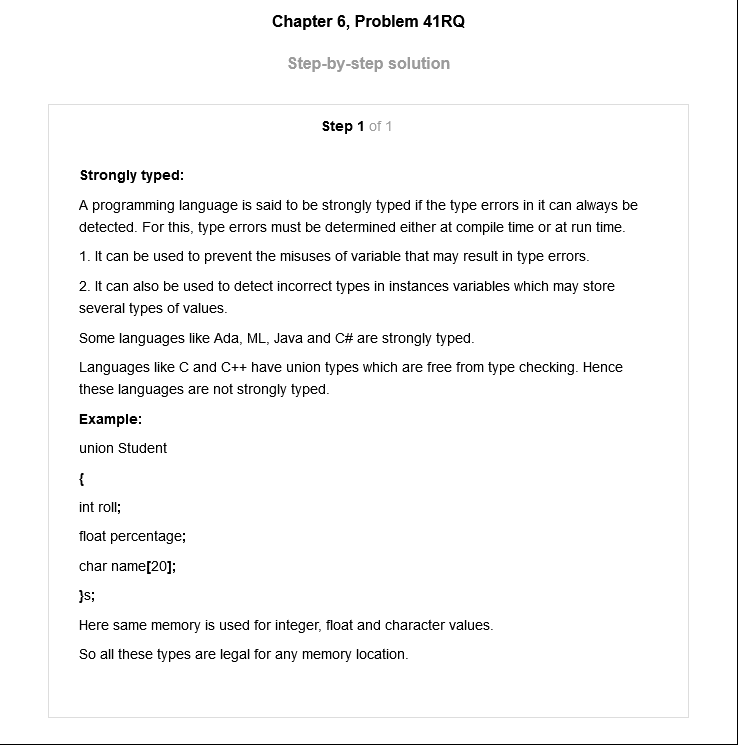 Chapter 6, Problem 41RQ
Step-by-step solution
Step 1 of 1
Strongly typed:
A programming language is said to be strongly typed if the type errors in it can always be
detected. For this, type errors must be determined either at compile time or at run time.
1. It can be used to prevent the misuses of variable that may result in type errors.
2. It can also be used to detect incorrect types in instances variables which may store
several types of values.
Some languages like Ada, ML, Java and C# are strongly typed.
Languages like C and C++ have union types which are free from type checking. Hence
these languages are not strongly typed.
Example:
union Student
{
int roll;
float percentage;
char name[20];
}s;
Here same memory is used for integer, float and character values.
So all these types are legal for any memory location.